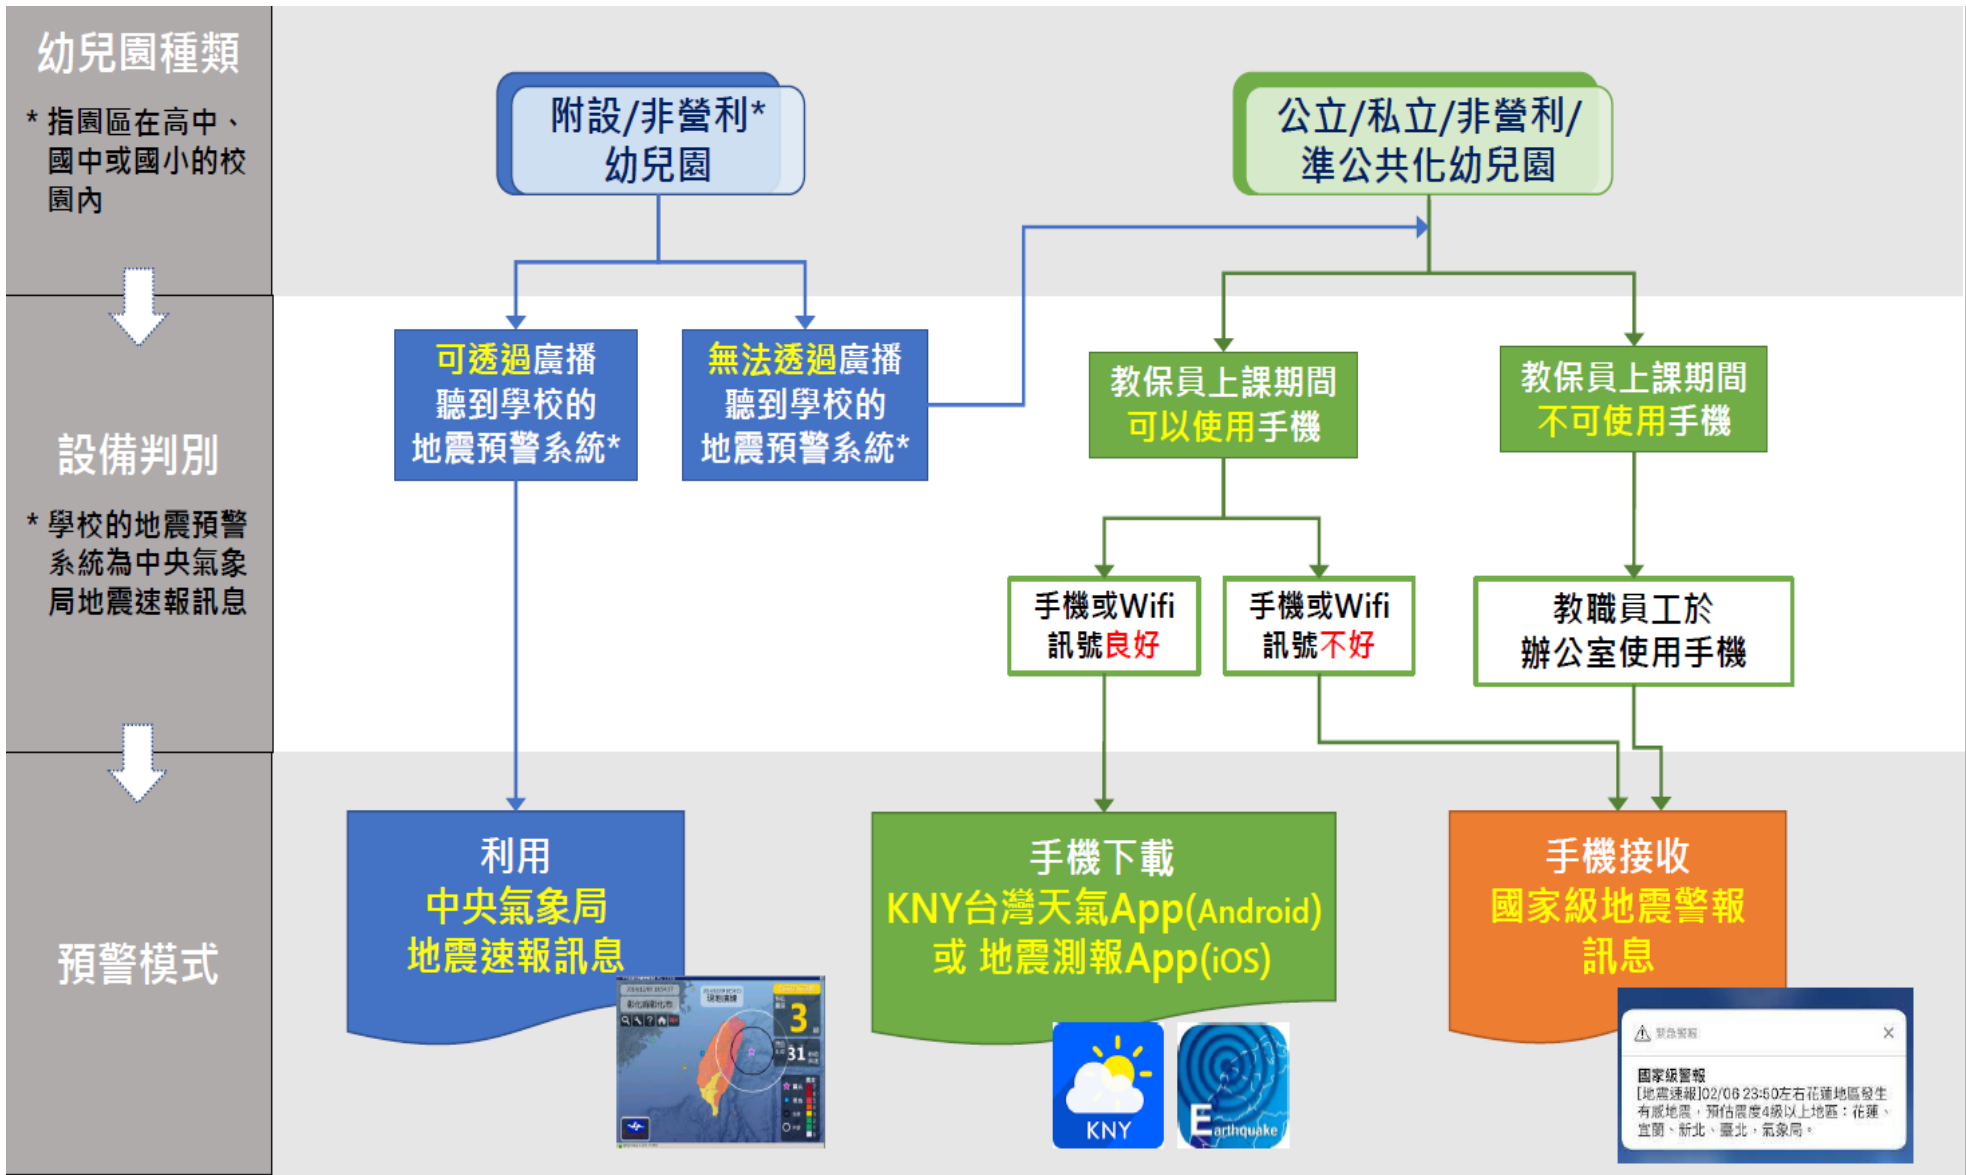 幼兒園種類
* 指園區在高中、
國中或國小的校
園內
附設/非營利*
幼兒園
公立/私立/非營利/
準公共化幼兒園
設備判別
* 學校的地震預警
系統為中央氣象
局地震速報訊息
可透過廣播
聽到學校的
地震預警系統*
無法透過廣播
聽到學校的
地震預警系統*
教保員上課期間
可以使用手機
教保員上課期間
不可使用手機
手機或Wifi
訊號良好
手機或Wifi
訊號不好
教職員工於
辦公室使用手機
預警模式
利用
中央氣象局
地震速報訊息
手機下載
KNY台灣天氣App(Android)
或 地震測報App(iOS)
手機接收
國家級地震警報
訊息
3
31
KNY
Earthquake
緊急警報
國家級警報
[地震速報]02/06 23:50左右花蓮地區發生
有感地震，預估震度4級以上地區：花蓮、
宜蘭、新北、臺北，氣象局。